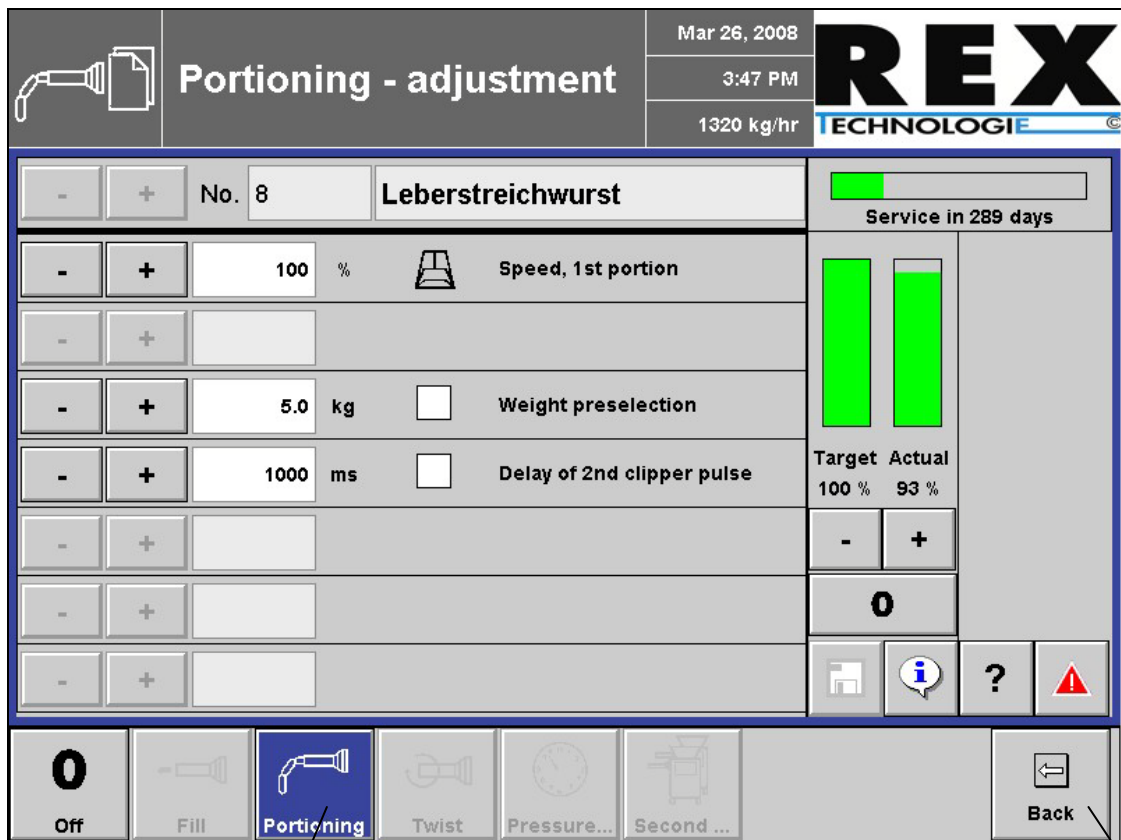 Portioning - adjustment
Mar 26, 2008
3:47 PM
1320 kg/hr
REX
TECHNOLOGIE ©
- + No. 8 Leberstreichwurst
Service in 289 days
- + 100 % Speed, 1st portion
- +
- + 5.0 kg Weight preselection
- + 1000 ms Delay of 2nd clipper pulse
Target Actual
100 % 93 %
- +
- +
0
- +
- +
i ? !
0
Off
Fill
Portioning
Twist
Pressure...
Second ...
Back